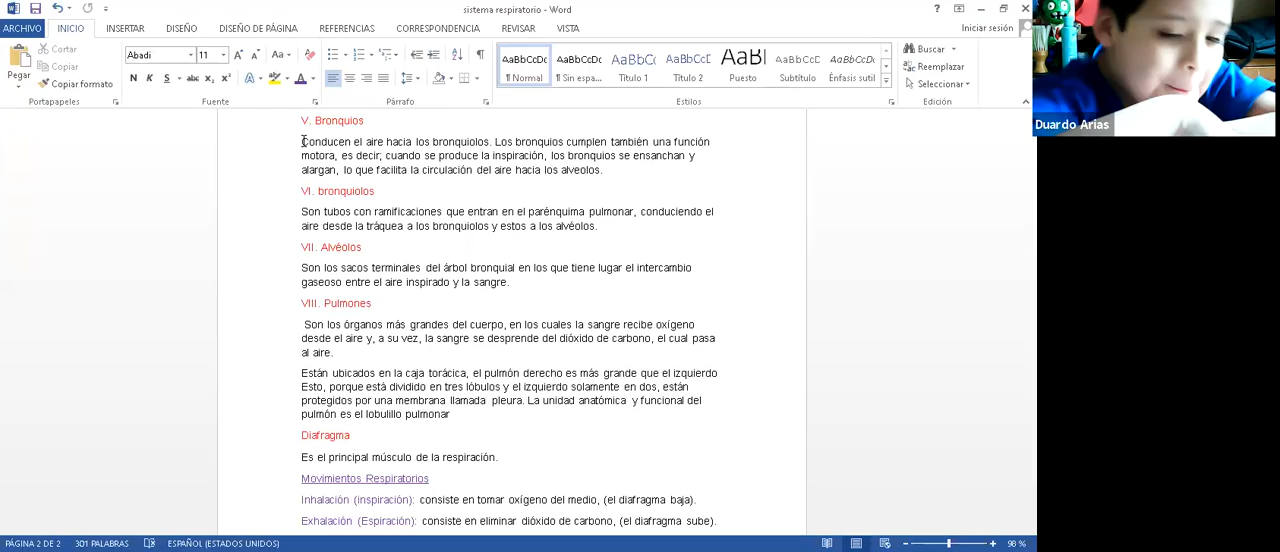 sistema respiratorio - Word
ARCHIVO INICIO INSERTAR DISEÑO DISEÑO DE PÁGINA REFERENCIAS CORRESPONDENCIA REVISAR VISTA Iniciar sesión
Cortar
Copiar
Copiar formato
Pegar
Abadi 11
N K S abc x₂ x²
AaBbCcDc AaBbCcDc AaBbCc AaBbCcD AaBl AaBbCcD AaBbCcDc
¶ Normal ¶ Sin espa... Título 1 Título 2 Puesto Subtítulo Énfasis sutil
Buscar
Reemplazar
Seleccionar
Portapapeles Fuente Párrafo Estilos Edición
Duardo Arias
V. Bronquios
Conducen el aire hacia los bronquiolos. Los bronquios cumplen también una función
motora, es decir; cuando se produce la inspiración, los bronquios se ensanchan y
alargan, lo que facilita la circulación del aire hacia los alveolos.
VI. bronquiolos
Son tubos con ramificaciones que entran en el parénquima pulmonar, conduciendo el
aire desde la tráquea a los bronquiolos y estos a los alvéolos.
VII. Alvéolos
Son los sacos terminales del árbol bronquial en los que tiene lugar el intercambio
gaseoso entre el aire inspirado y la sangre.
VIII. Pulmones
Son los órganos más grandes del cuerpo, en los cuales la sangre recibe oxígeno
desde el aire y, a su vez, la sangre se desprende del dióxido de carbono, el cual pasa
al aire.
Están ubicados en la caja torácica, el pulmón derecho es más grande que el izquierdo
Esto, porque está dividido en tres lóbulos y el izquierdo solamente en dos, están
protegidos por una membrana llamada pleura. La unidad anatómica y funcional del
pulmón es el lobulillo pulmonar
Diafragma
Es el principal músculo de la respiración.
Movimientos Respiratorios
Inhalación (inspiración): consiste en tomar oxígeno del medio, (el diafragma baja).
Exhalación (Espiración): consiste en eliminar dióxido de carbono, (el diafragma sube).
PÁGINA 2 DE 2 301 PALABRAS ESPAÑOL (ESTADOS UNIDOS) 98 %